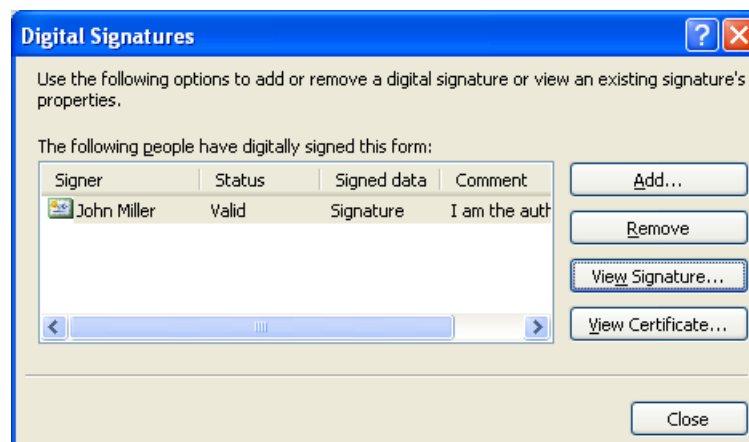 Digital Signatures
Use the following options to add or remove a digital signature or view an existing signature's
properties.
The following people have digitally signed this form:
Signer Status Signed data Comment
John Miller Valid Signature I am the auth
Add...
Remove
View Signature...
View Certificate...
Close